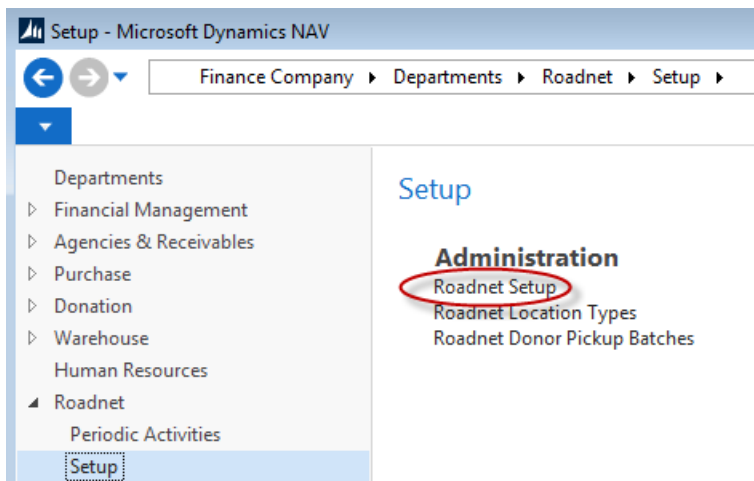 Setup - Microsoft Dynamics NAV
Finance Company Departments Roadnet Setup
Departments
Financial Management
Agencies & Receivables
Purchase
Donation
Warehouse
Human Resources
Roadnet
Periodic Activities
Setup
Setup
Administration
Roadnet Setup
Roadnet Location Types
Roadnet Donor Pickup Batches